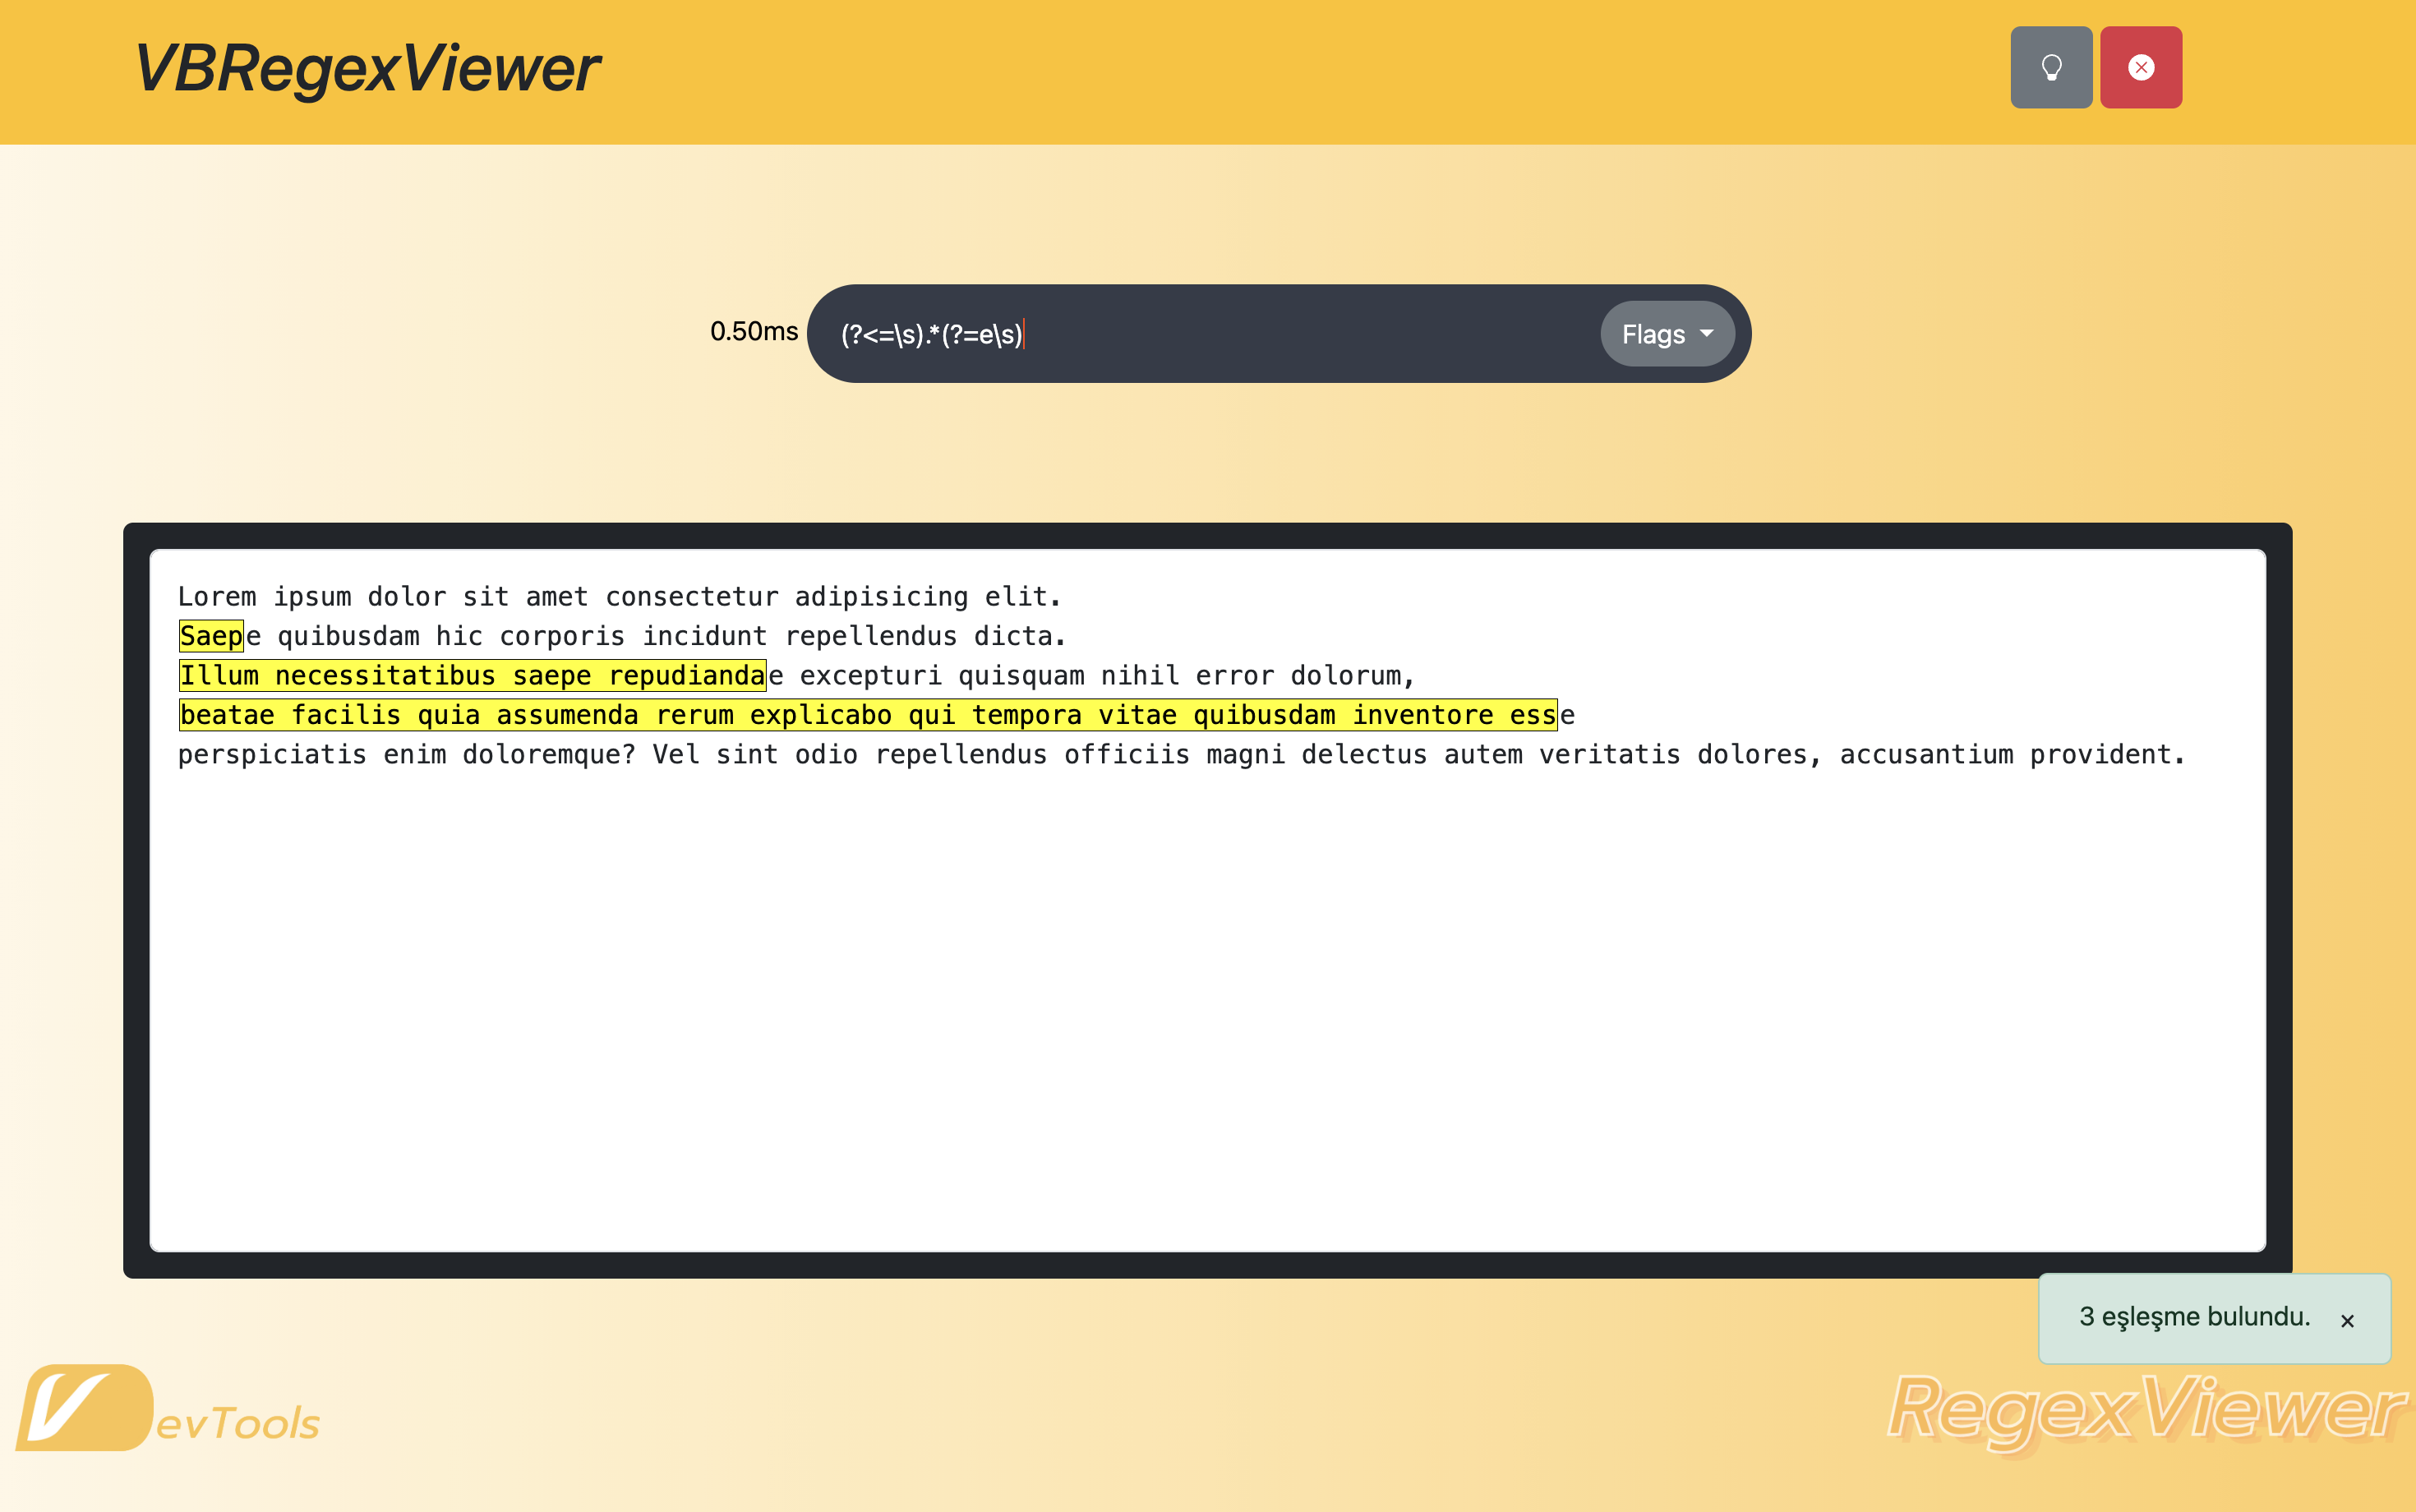 VBRegexViewer
0.50ms
(?<=\s).*(?=e\s)
Flags
Lorem ipsum dolor sit amet consectetur adipisicing elit.
Saepe quibusdam hic corporis incidunt repellendus dicta.
Illum necessitatibus saepe repudiandae excepturi quisquam nihil error dolorum,
beatae facilis quia assumenda rerum explicabo qui tempora vitae quibusdam inventore esse
perspiciatis enim doloremque? Vel sint odio repellendus officiis magni delectus autem veritatis dolores, accusantium provident.
3 eşleşme bulundu. ×
DevTools
RegexViewer